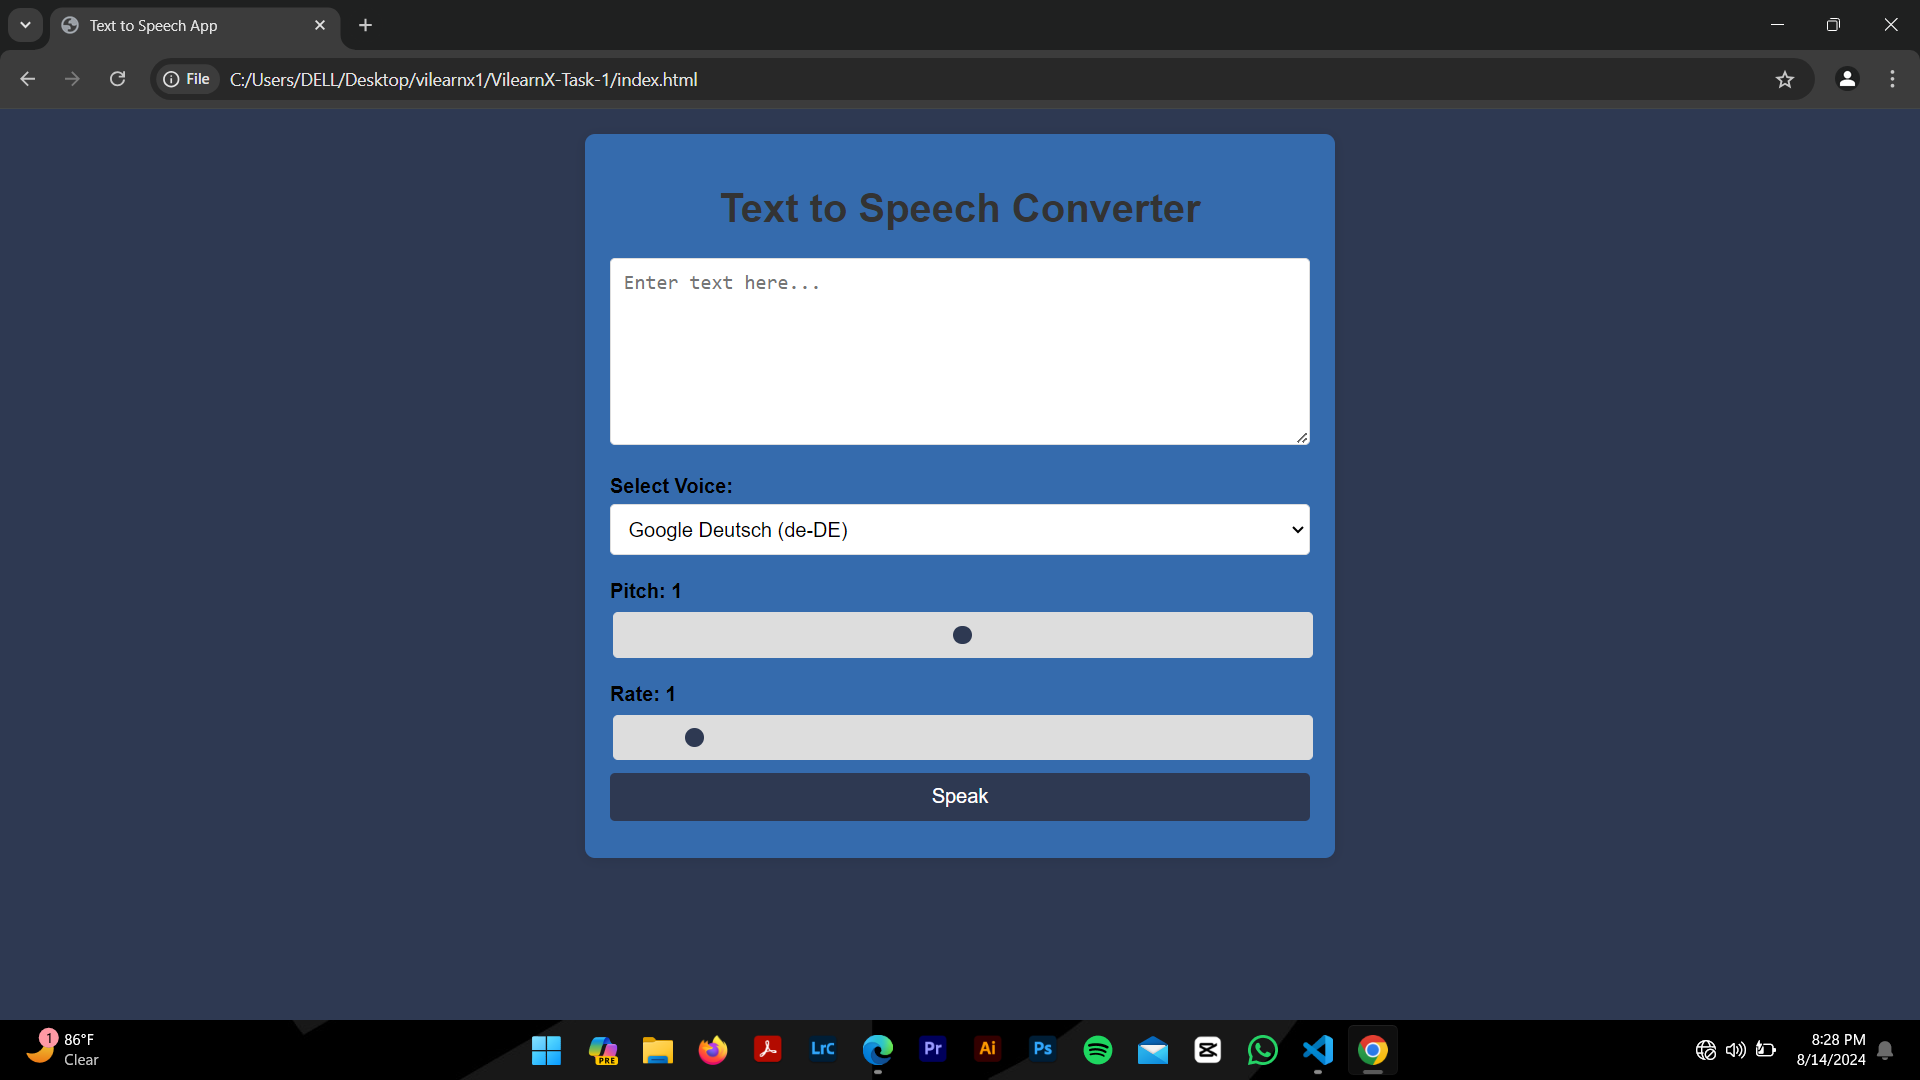 Text to Speech App
File
C:/Users/DELL/Desktop/vilearnx1/VilearnX-Task-1/index.html
Text to Speech Converter
Enter text here...
Select Voice:
Google Deutsch (de-DE)
Pitch: 1
Rate: 1
Speak
1
86°F
Clear
PRE
LrC
Pr
Ai
Ps
8:28 PM
8/14/2024